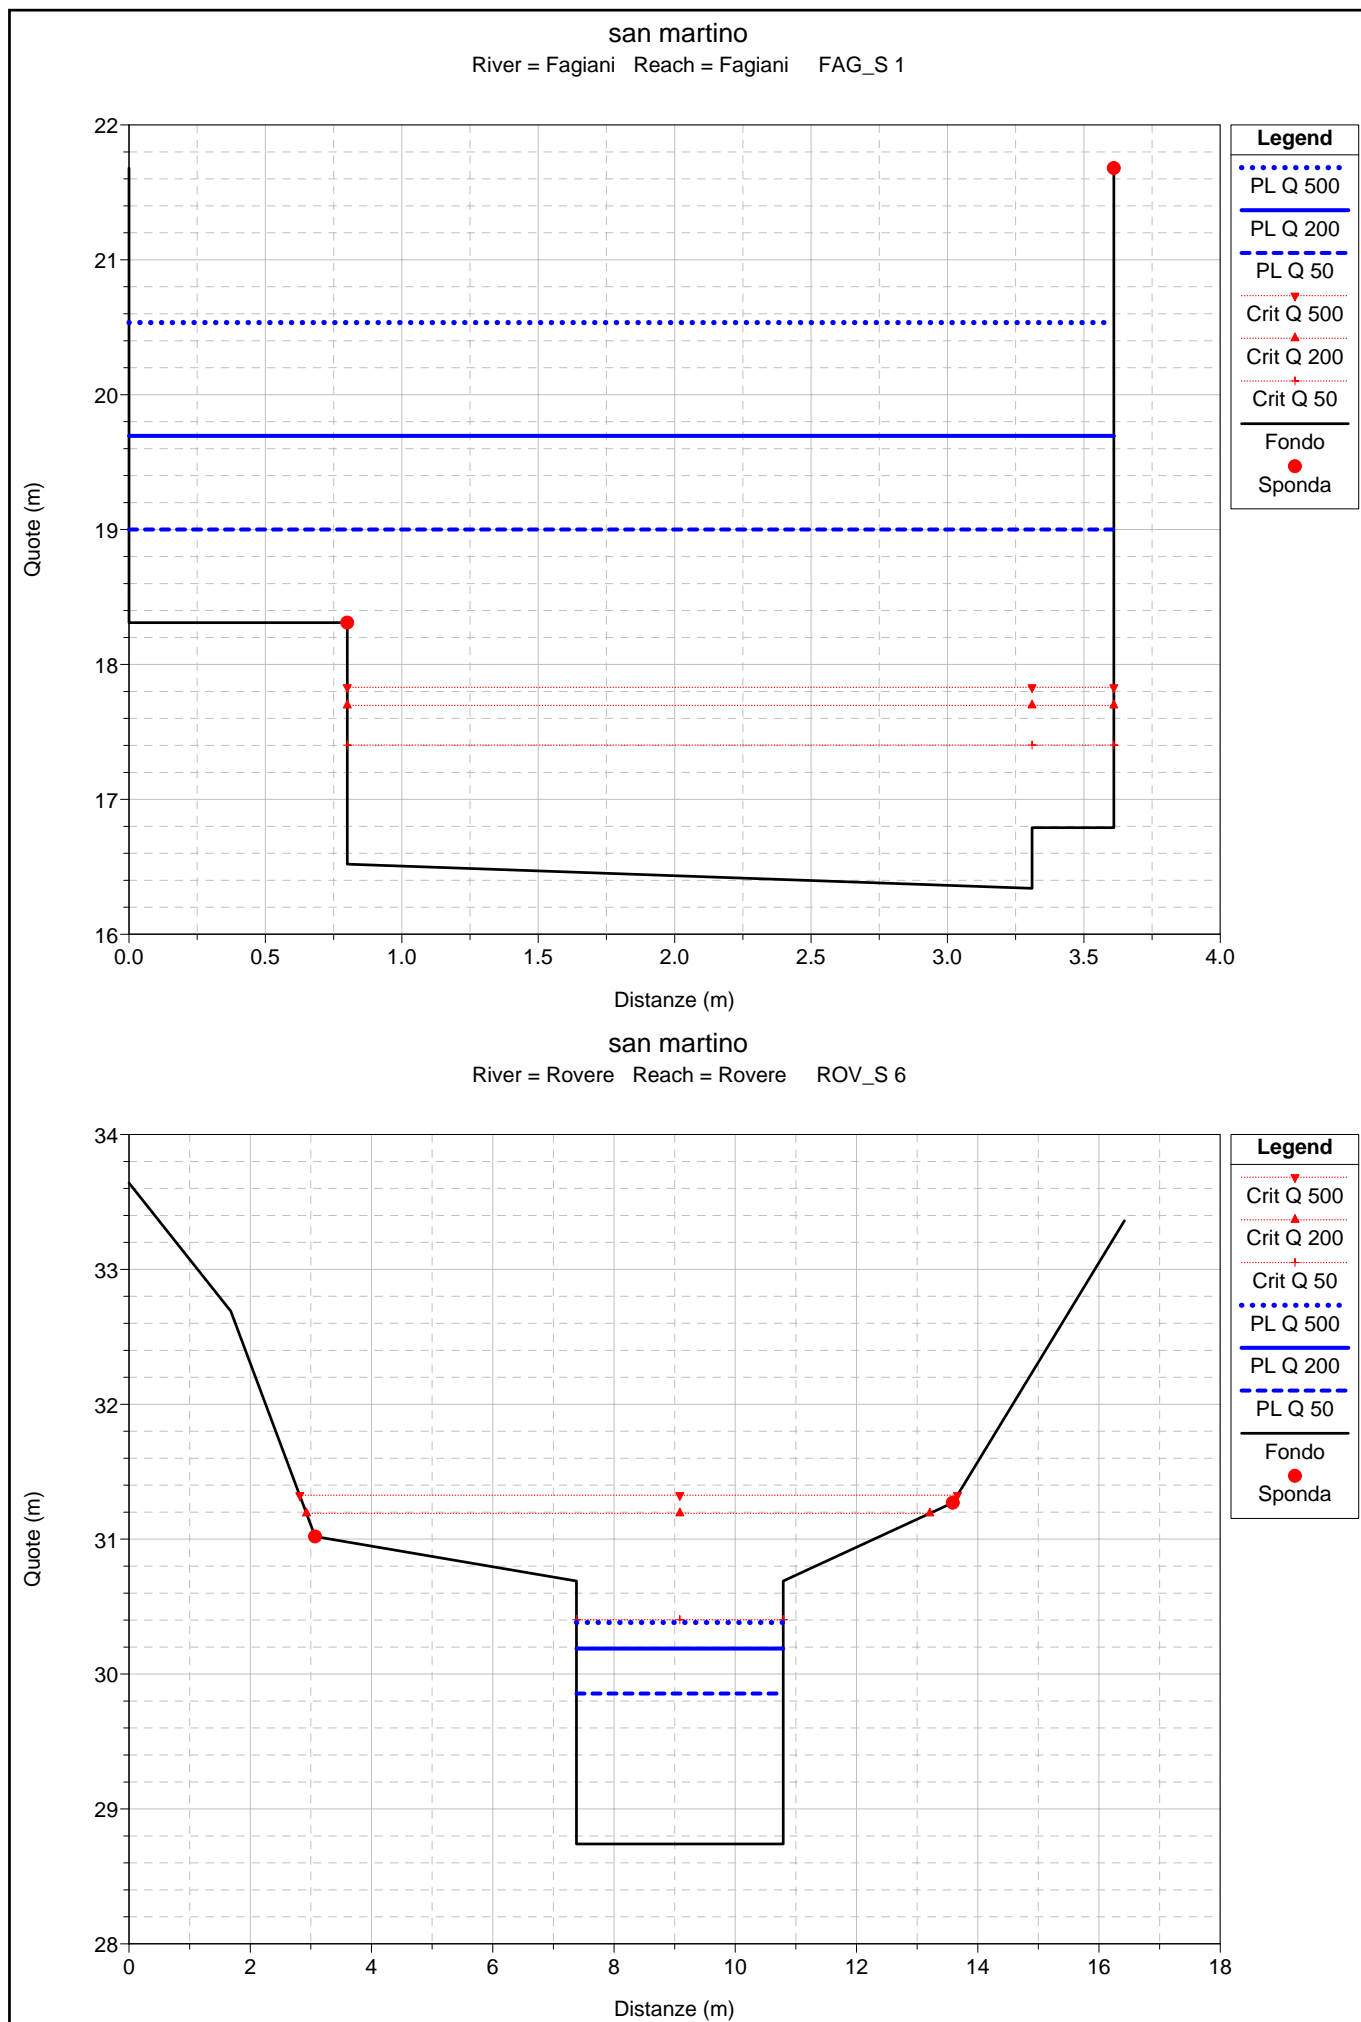 san martino
River = Fagiani Reach = Fagiani FAG_S 1
22
21
20
19
18
17
16
Quote (m)
0.0 0.5 1.0 1.5 2.0 2.5 3.0 3.5 4.0
Distanze (m)
Legend
PL Q 500
PL Q 200
PL Q 50
Crit Q 500
Crit Q 200
Crit Q 50
Fondo
Sponda
san martino
River = Rovere Reach = Rovere ROV_S 6
34
33
32
31
30
29
28
Quote (m)
0 2 4 6 8 10 12 14 16 18
Distanze (m)
Legend
Crit Q 500
Crit Q 200
Crit Q 50
PL Q 500
PL Q 200
PL Q 50
Fondo
Sponda